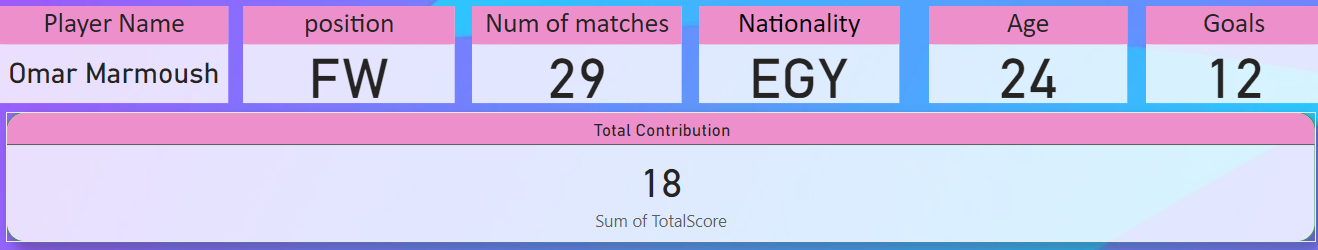 Player Name
Omar Marmoush
position
FW
Num of matches
29
Nationality
EGY
Age
24
Goals
12
Total Contribution
18
Sum of TotalScore